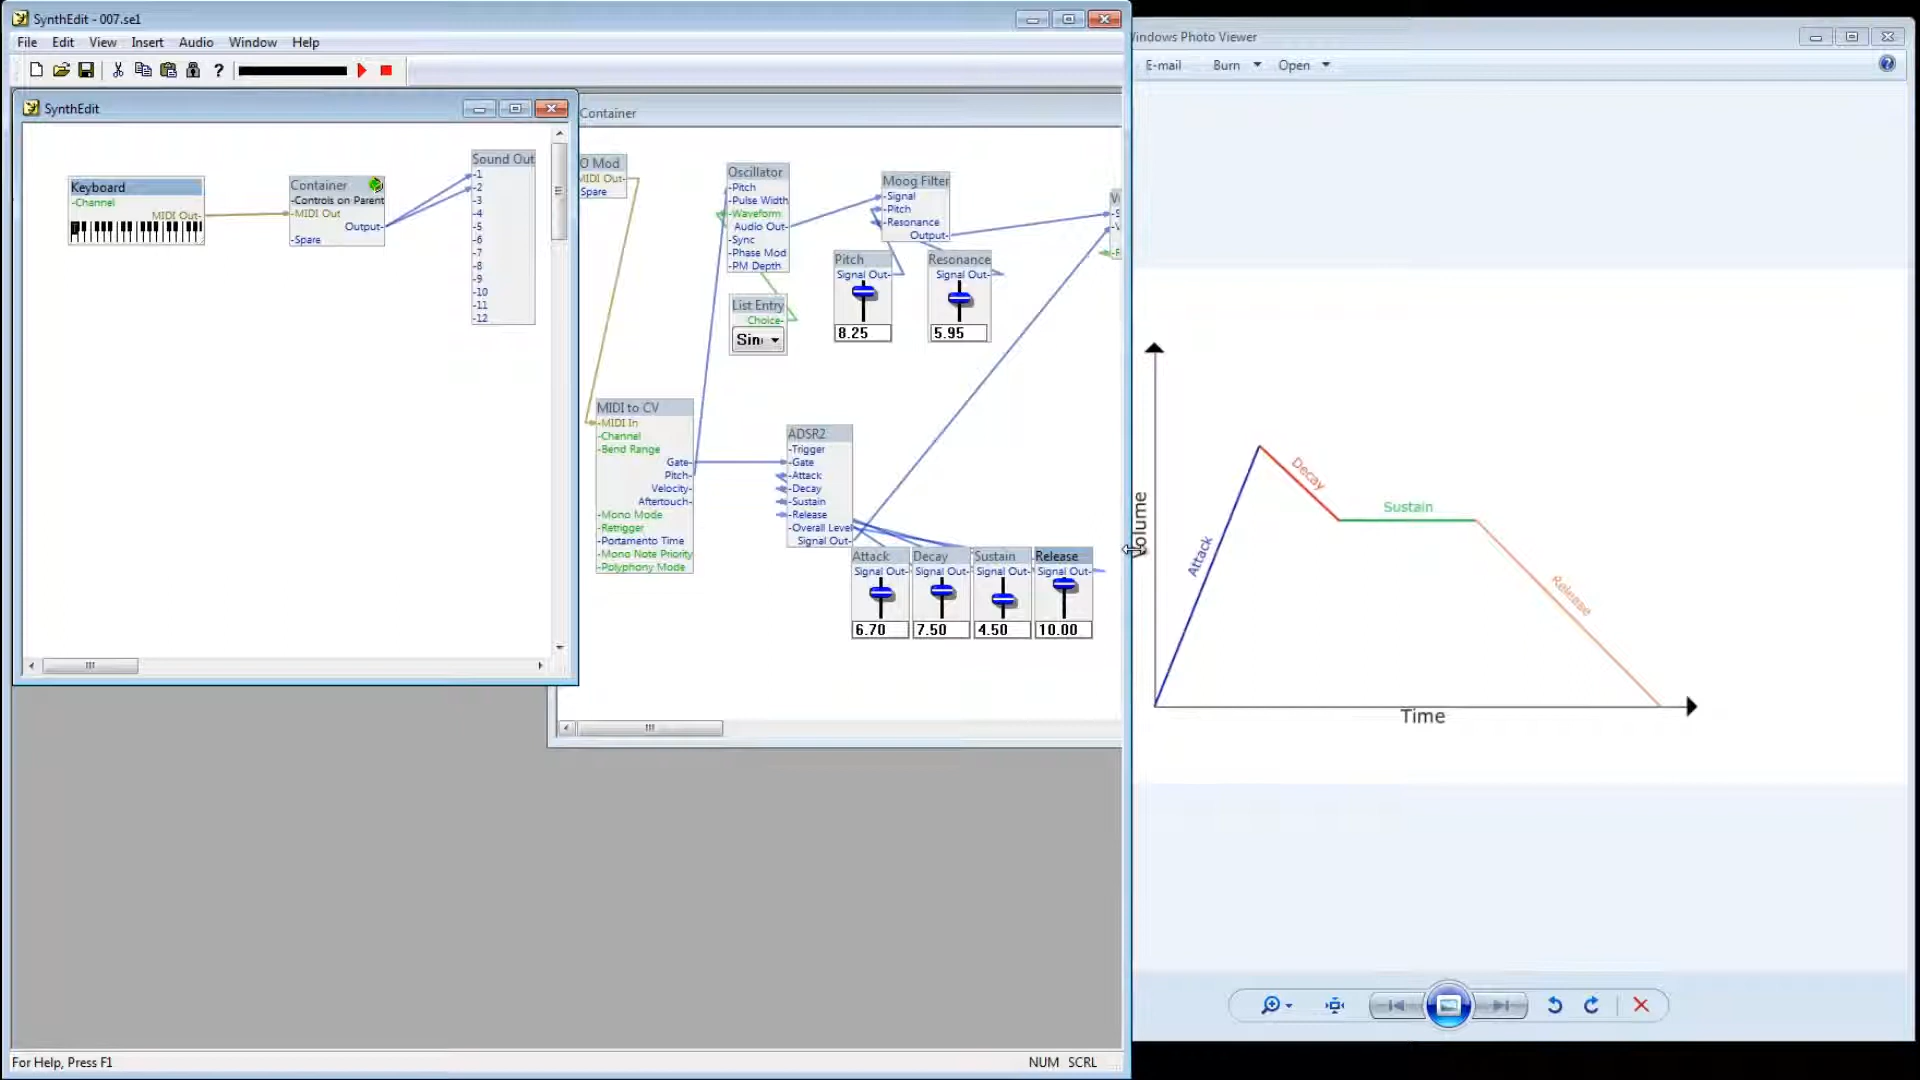 SynthEdit - 007.se1
File Edit View Insert Audio Window Help
SynthEdit
Keyboard
-Channel
MIDI Out-
Container
-Controls on Parent
-MIDI Out
Output-
-Spare
Sound Out
-1
-2
-3
-4
-5
-6
-7
-8
-9
-10
-11
-12
Container
O Mod
MIDI Out-
Spare
Oscillator
-Pitch
-Pulse Width
-Waveform
Audio Out-
-Sync
-Phase Mod
-PM Depth
List Entry
Choice-
Sin
Moog Filter
-Signal
-Pitch
-Resonance
Output-
Pitch
Signal Out-
8.25
Resonance
Signal Out-
5.95
MIDI to CV
-MIDI In
-Channel
-Bend Range
Gate-
Pitch-
Velocity-
Aftertouch-
-Mono Mode
-Retrigger
-Portamento Time
-Mono Note Priority
-Polyphony Mode
ADSR2
-Trigger
-Gate
-Attack
-Decay
-Sustain
-Release
-Overall Level
Signal Out-
Attack
Signal Out-
6.70
Decay
Signal Out-
7.50
Sustain
Signal Out-
4.50
Release
Signal Out-
10.00
For Help, Press F1
NUM SCRL
Windows Photo Viewer
E-mail Burn Open
Volume
Attack
Decay
Sustain
Release
Time